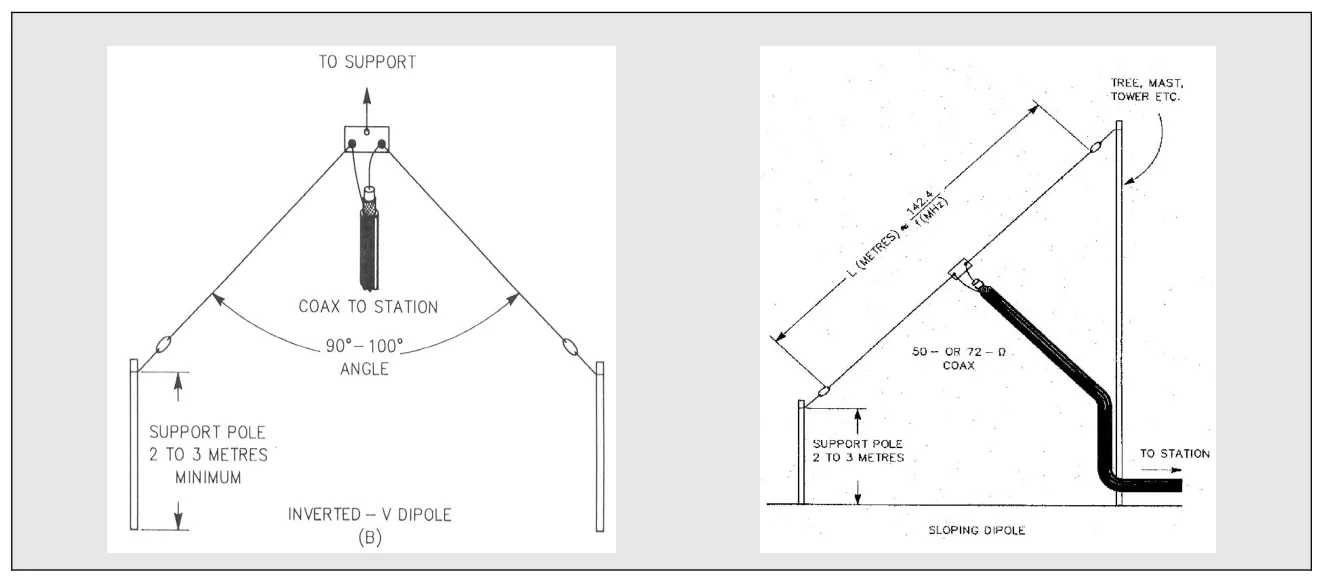 TO SUPPORT
COAX TO STATION
90°–100°
ANGLE
SUPPORT POLE
2 TO 3 METRES
MINIMUM
INVERTED – V DIPOLE
(B)
TREE, MAST,
TOWER ETC.
L (METRES) ≈ 142.4
f(MHz)
50 – OR 72 – Ω
COAX
SUPPORT POLE
2 TO 3 METRES
TO STATION
SLOPING DIPOLE